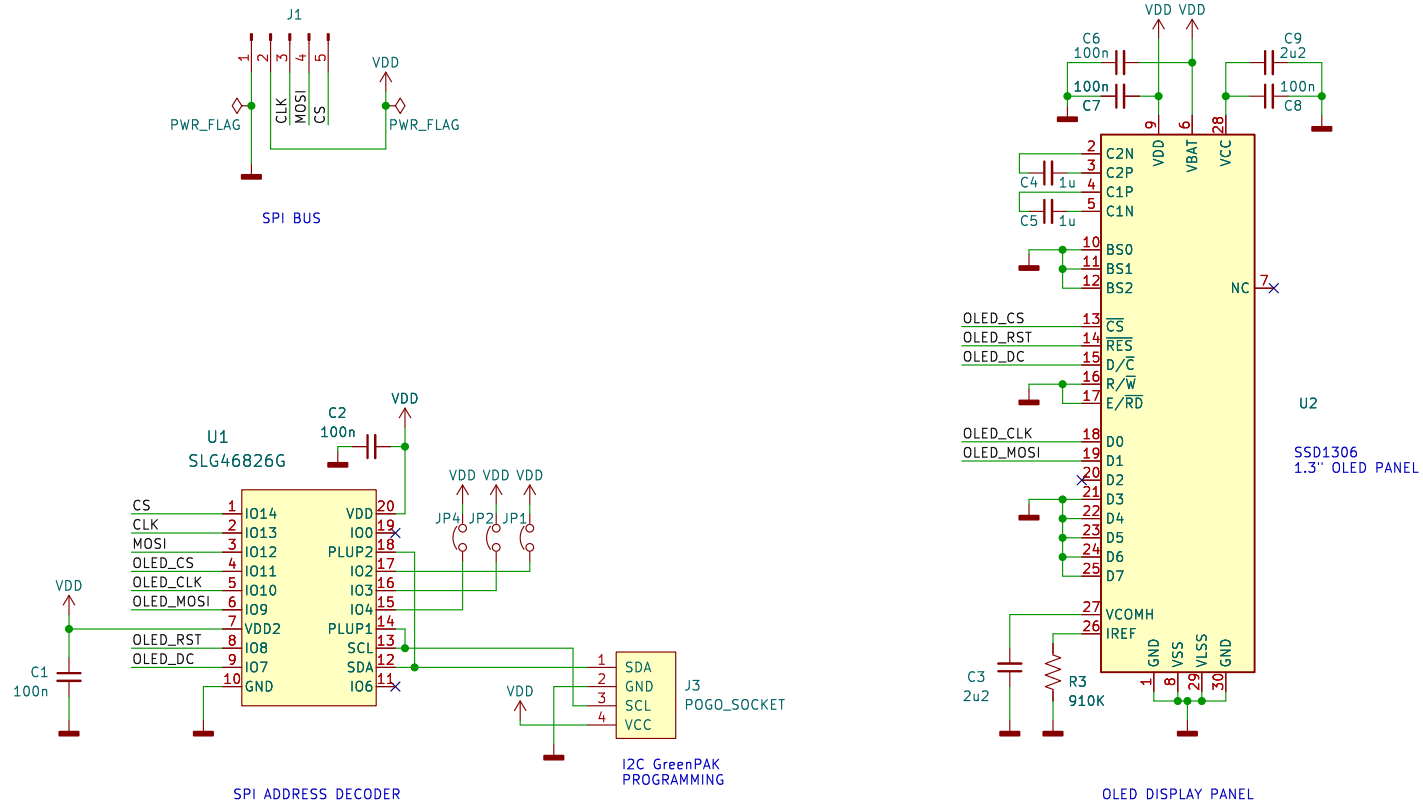 J1
1 2 3 4 5
CLK MOSI CS
VDD
PWR_FLAG
PWR_FLAG
SPI BUS
U1
SLG46826G
C2
100n
VDD
CS 1 IO14
CLK 2 IO13
MOSI 3 IO12
OLED_CS 4 IO11
OLED_CLK 5 IO10
OLED_MOSI 6 IO9
7 VDD2
OLED_RST 8 IO8
OLED_DC 9 IO7
10 GND
VDD 20
IO0 19
PLUP2 18
IO2 17
IO3 16
IO4 15
PLUP1 14
SCL 13
SDA 12
IO6 11
VDD
C1
100n
VDD VDD VDD
JP4 JP2 JP1
VDD
1 SDA
2 GND
3 SCL
4 VCC
J3
POGO_SOCKET
I2C GreenPAK
PROGRAMMING
SPI ADDRESS DECODER
VDD VDD
C6
100n
100n
C7
C9
2u2
100n
C8
9 6 28
VDD VBAT VCC
2 C2N
3 C2P
4 C1P
5 C1N
C4 1u
C5 1u
10 BS0
11 BS1
12 BS2
NC 7
OLED_CS 13 CS
OLED_RST 14 RES
OLED_DC 15 D/C
16 R/W
17 E/RD
OLED_CLK 18 D0
OLED_MOSI 19 D1
20 D2
21 D3
22 D4
23 D5
24 D6
25 D7
27 VCOMH
26 IREF
GND VSS VLSS GND
1 8 29 30
C3
2u2
R3
910K
U2
SSD1306
1.3" OLED PANEL
OLED DISPLAY PANEL